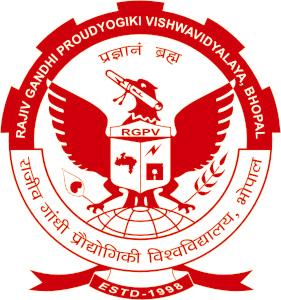 RAJIV GANDHI PROUDYOGIKI VISHWAVIDYALAYA, BHOPAL
प्रज्ञानं ब्रह्म
RGPV
राजीव गांधी प्रौद्योगिकी विश्वविद्यालय, भोपाल
ESTD-1998